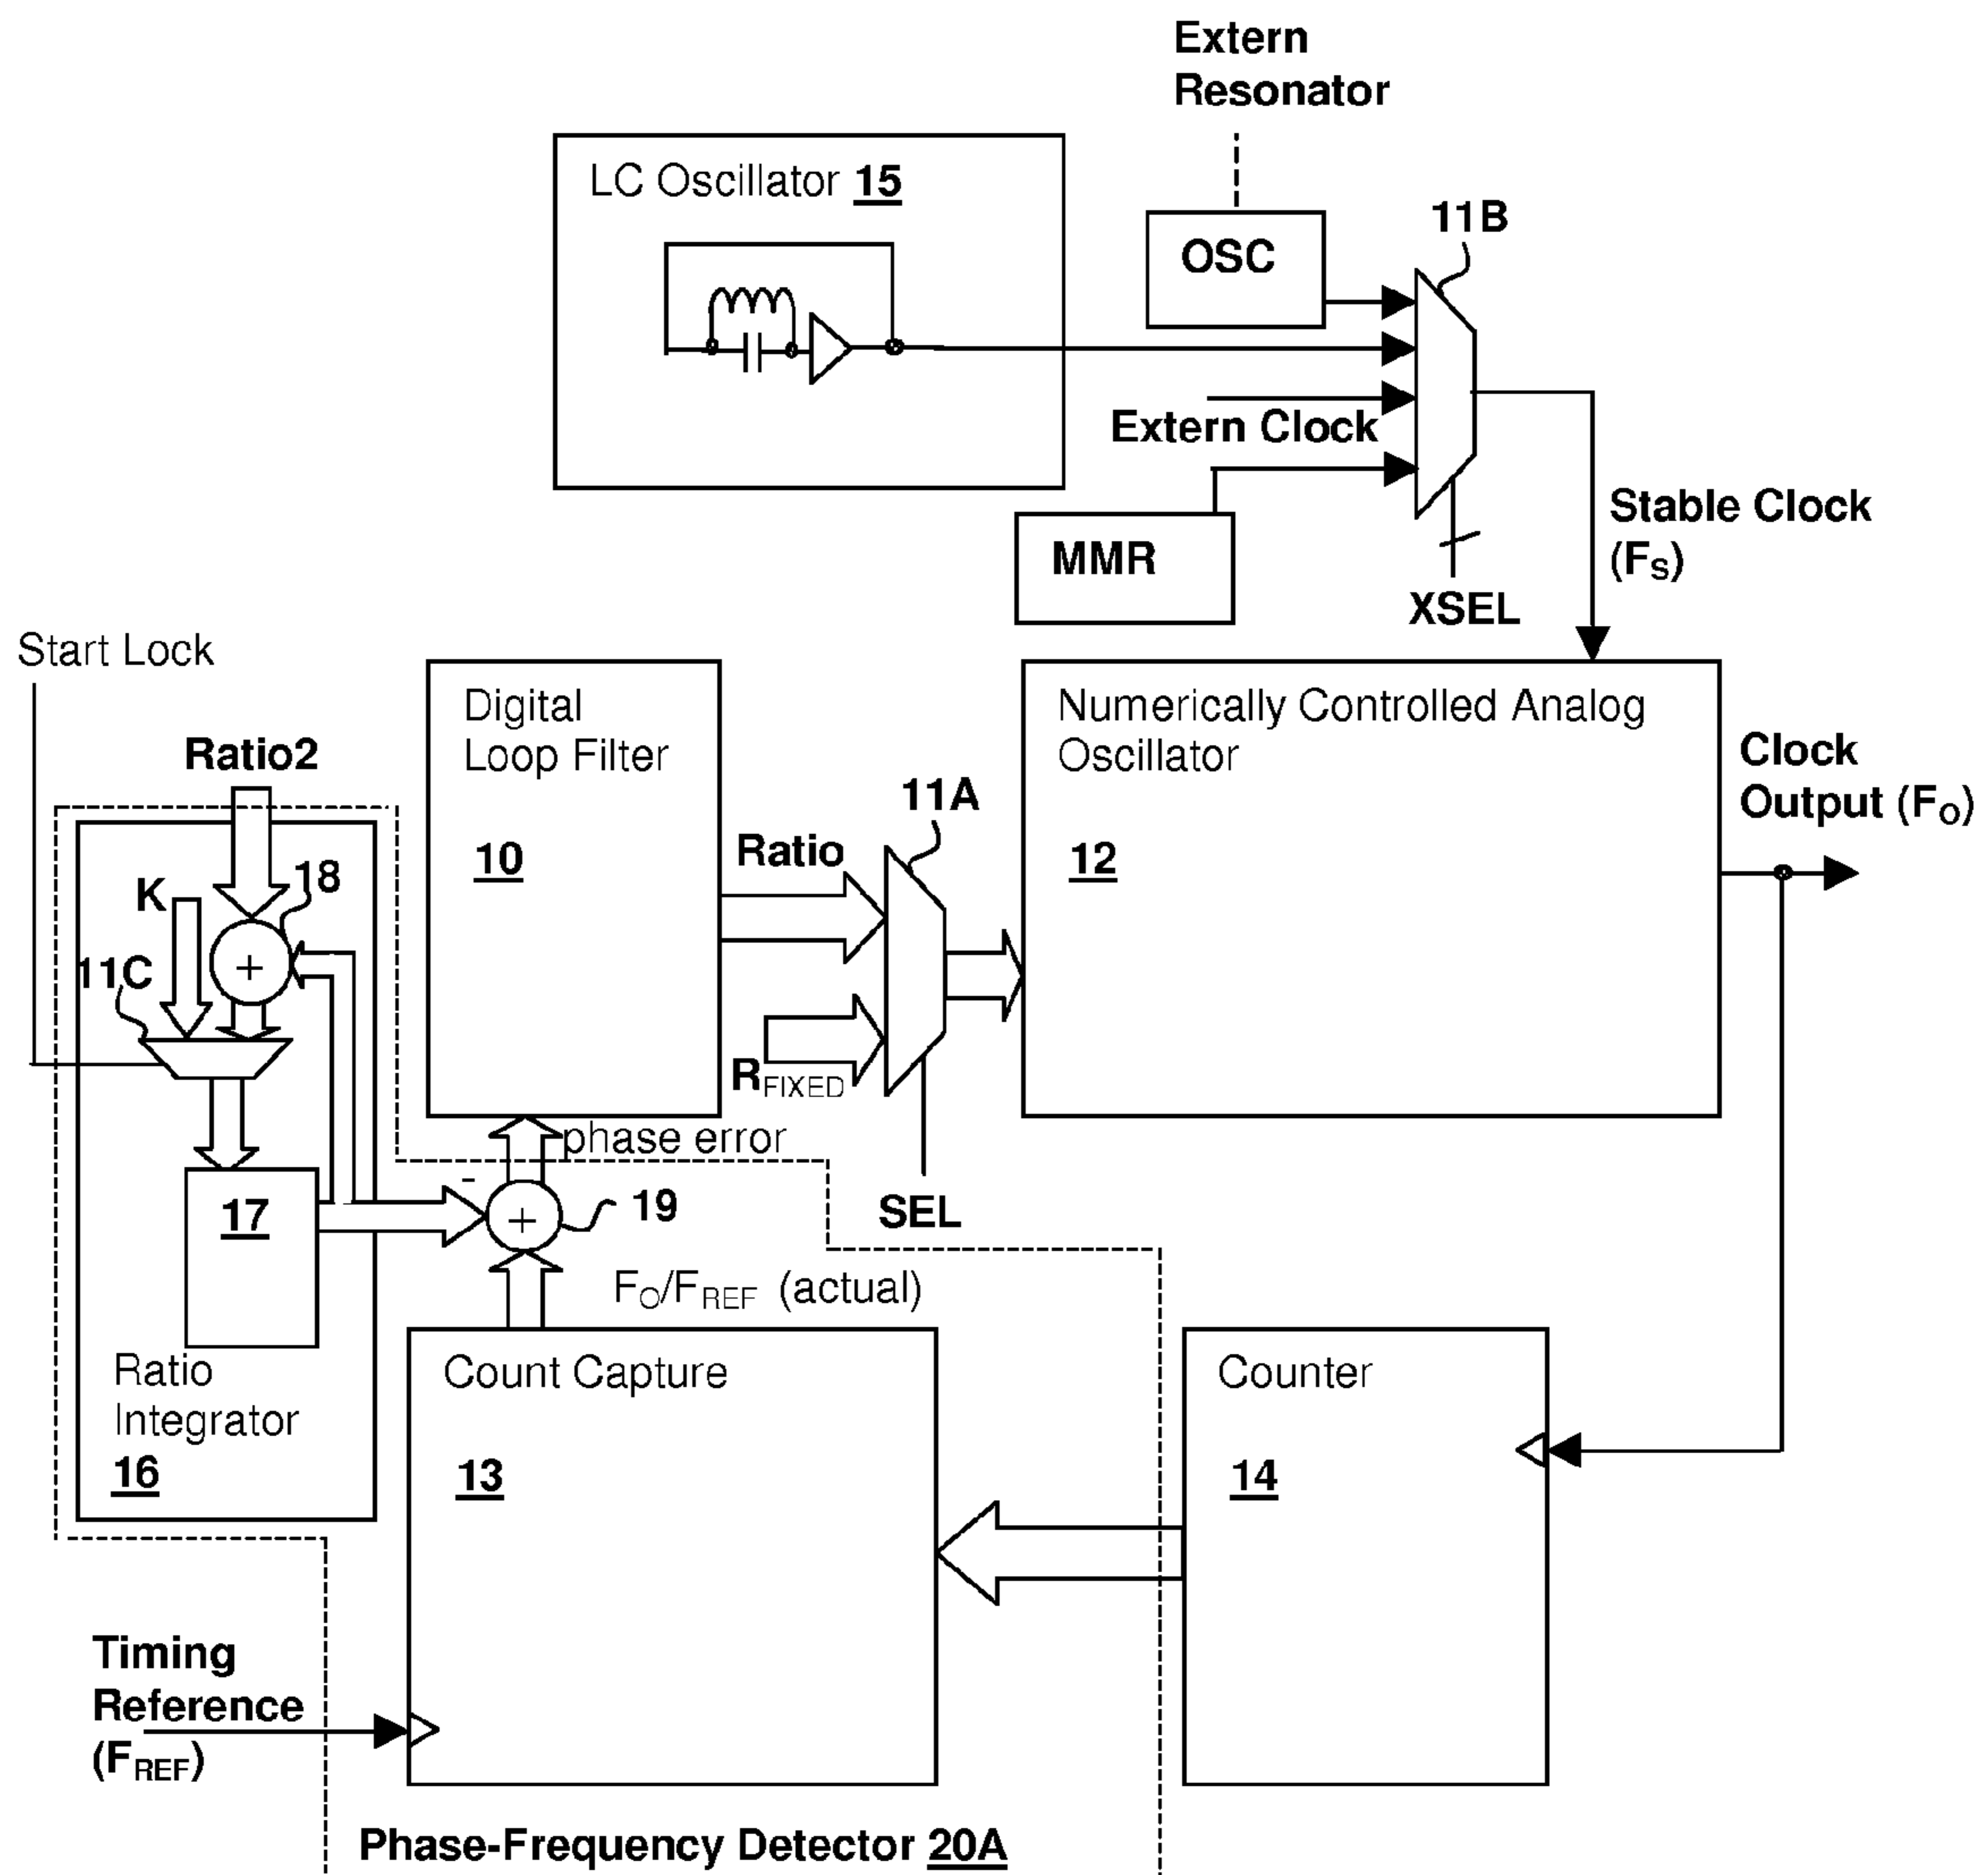 Extern
Resonator
LC Oscillator 15
OSC
11B
Extern Clock
MMR
XSEL
Stable Clock
(FS)
Start Lock
Ratio2
K
18
11C
+
17
Ratio
Integrator
16
Digital
Loop Filter
10
Ratio
11A
RFIXED
SEL
Numerically Controlled Analog
Oscillator
12
Clock
Output (FO)
phase error
-
+
19
FO/FREF (actual)
Count Capture
13
Counter
14
Timing
Reference
(FREF)
Phase-Frequency Detector 20A